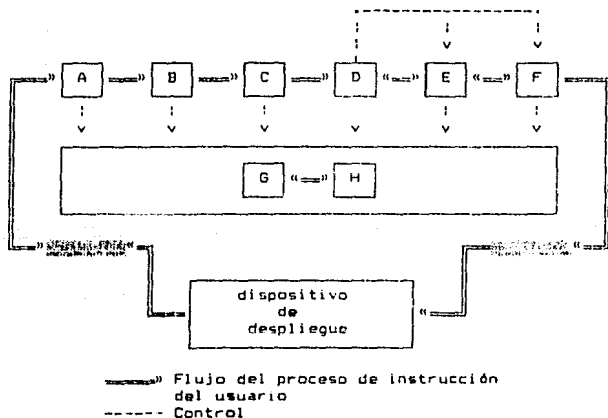 A B C D E F
G H
dispositivo
de
despliegue
Flujo del proceso de instrucción
del usuario
Control